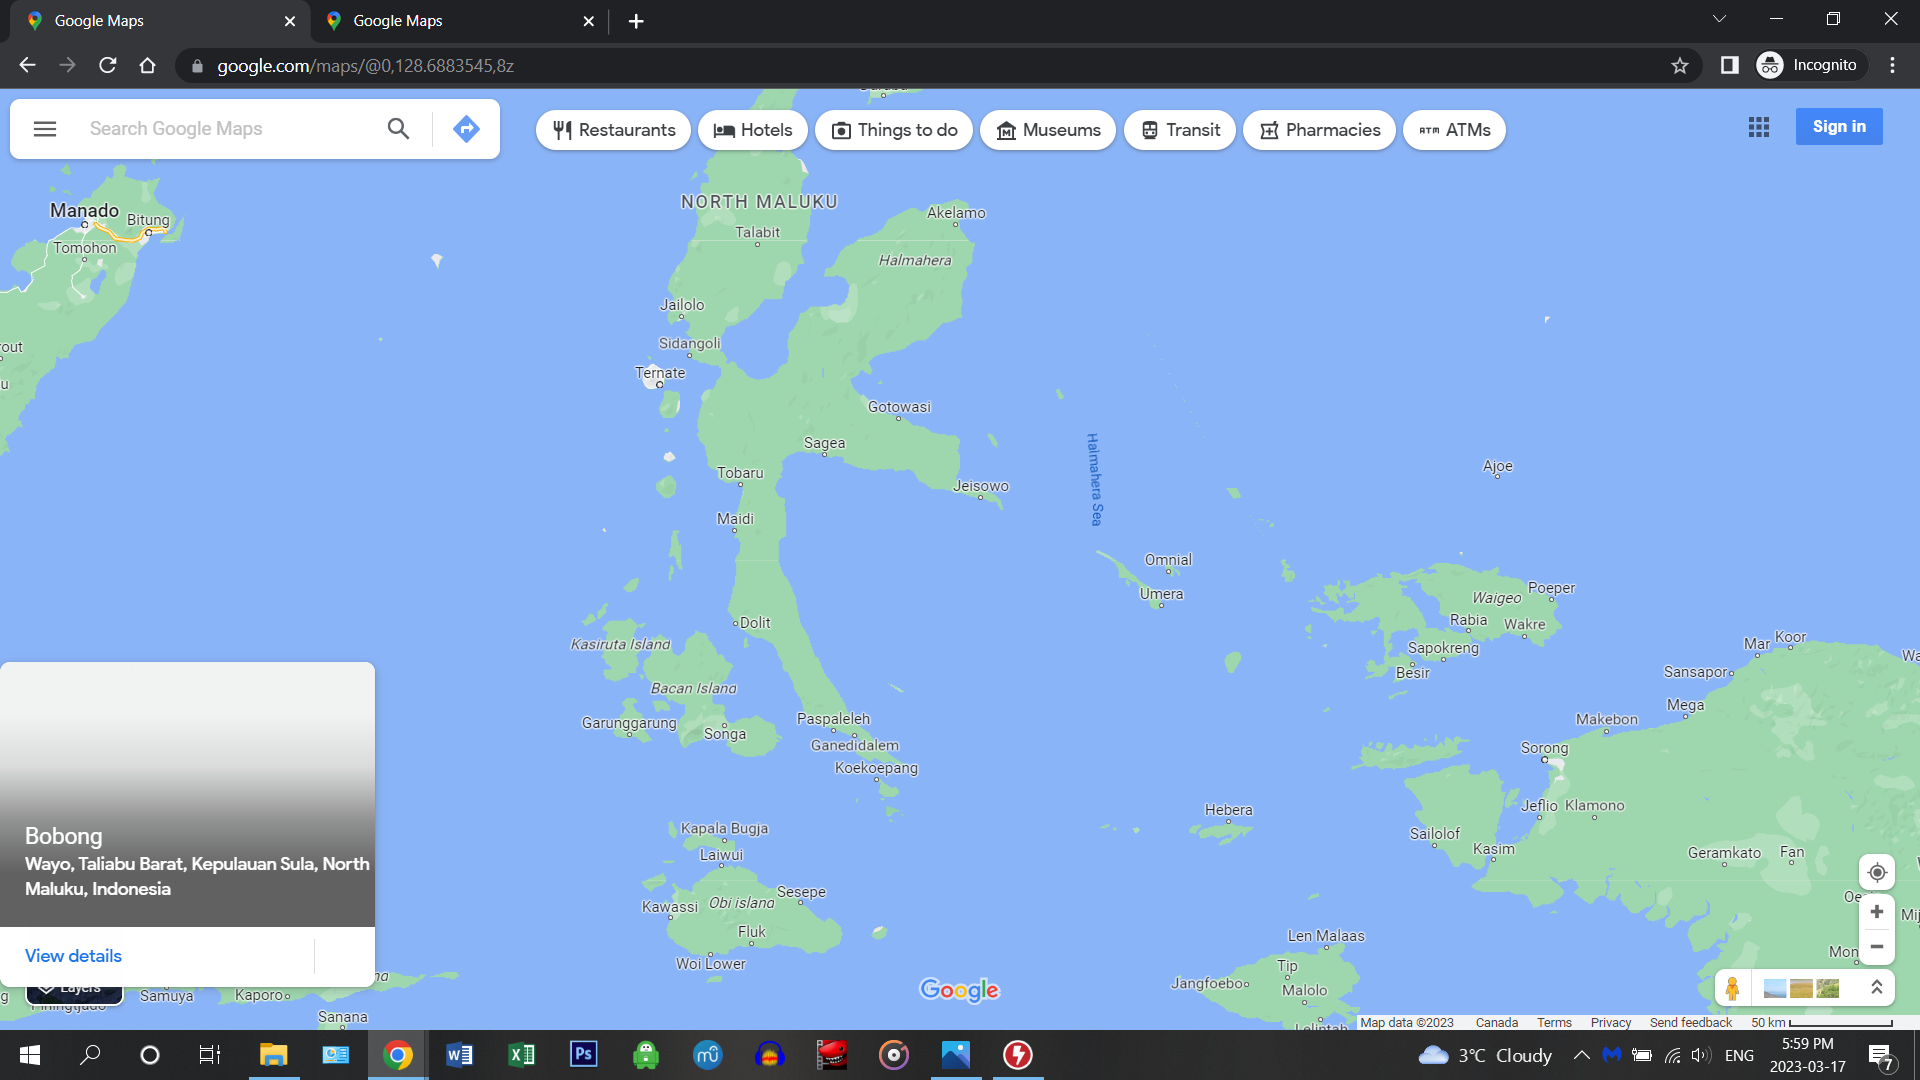 Google Maps
Google Maps
google.com/maps/@0,128.6883545,8z
Incognito
Search Google Maps
Restaurants
Hotels
Things to do
Museums
Transit
Pharmacies
ATM ATMs
Sign in
NORTH MALUKU
Manado
Bitung
Tomohon
Akelamo
Talabit
Halmahera
Jailolo
Sidangoli
Ternate
Gotowasi
Sagea
Tobaru
Jeisowo
Maidi
Halmahera Sea
Ajoe
Omnial
Umera
Dolit
Kasiruta Island
Bacan Island
Garunggarung
Songa
Paspaleleh
Ganedidalem
Koekoepang
Waigeo
Poeper
Rabia
Wakre
Sapokreng
Besir
Mar
Koor
Sansapor
Mega
Makebon
Sorong
Jeflio
Klamono
Hebera
Sailolof
Kasim
Geramkato
Fan
Kapala Bugja
Laiwui
Sesepe
Kawassi
Obi island
Fluk
Woi Lower
Len Malaas
Tip
Jangfoebo
Malolo
Bobong
Wayo, Taliabu Barat, Kepulauan Sula, North
Maluku, Indonesia
View details
Layers
Samuya
Kaporo
Sanana
Google
Map data ©2023
Canada
Terms
Privacy
Send feedback
50 km
3°C Cloudy
ENG
5:59 PM
2023-03-17
7